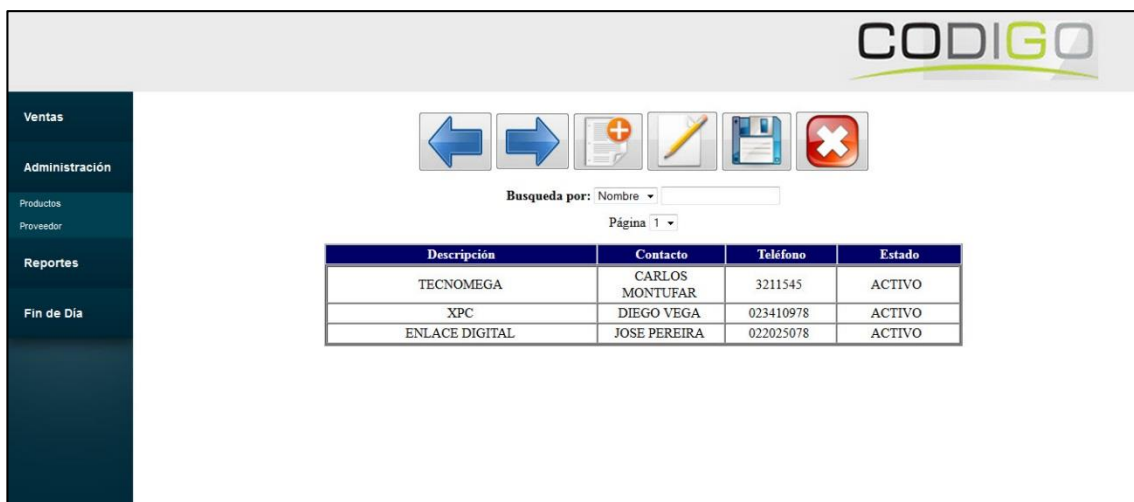 CODIGO
Ventas
Administración
Productos
Proveedor
Reportes
Fin de Dia
Busqueda por: Nombre
Página 1
Descripción Contacto Teléfono Estado
TECNOMEGA CARLOS MONTUFAR 3211545 ACTIVO
XPC DIEGO VEGA 023410978 ACTIVO
ENLACE DIGITAL JOSE PEREIRA 022025078 ACTIVO